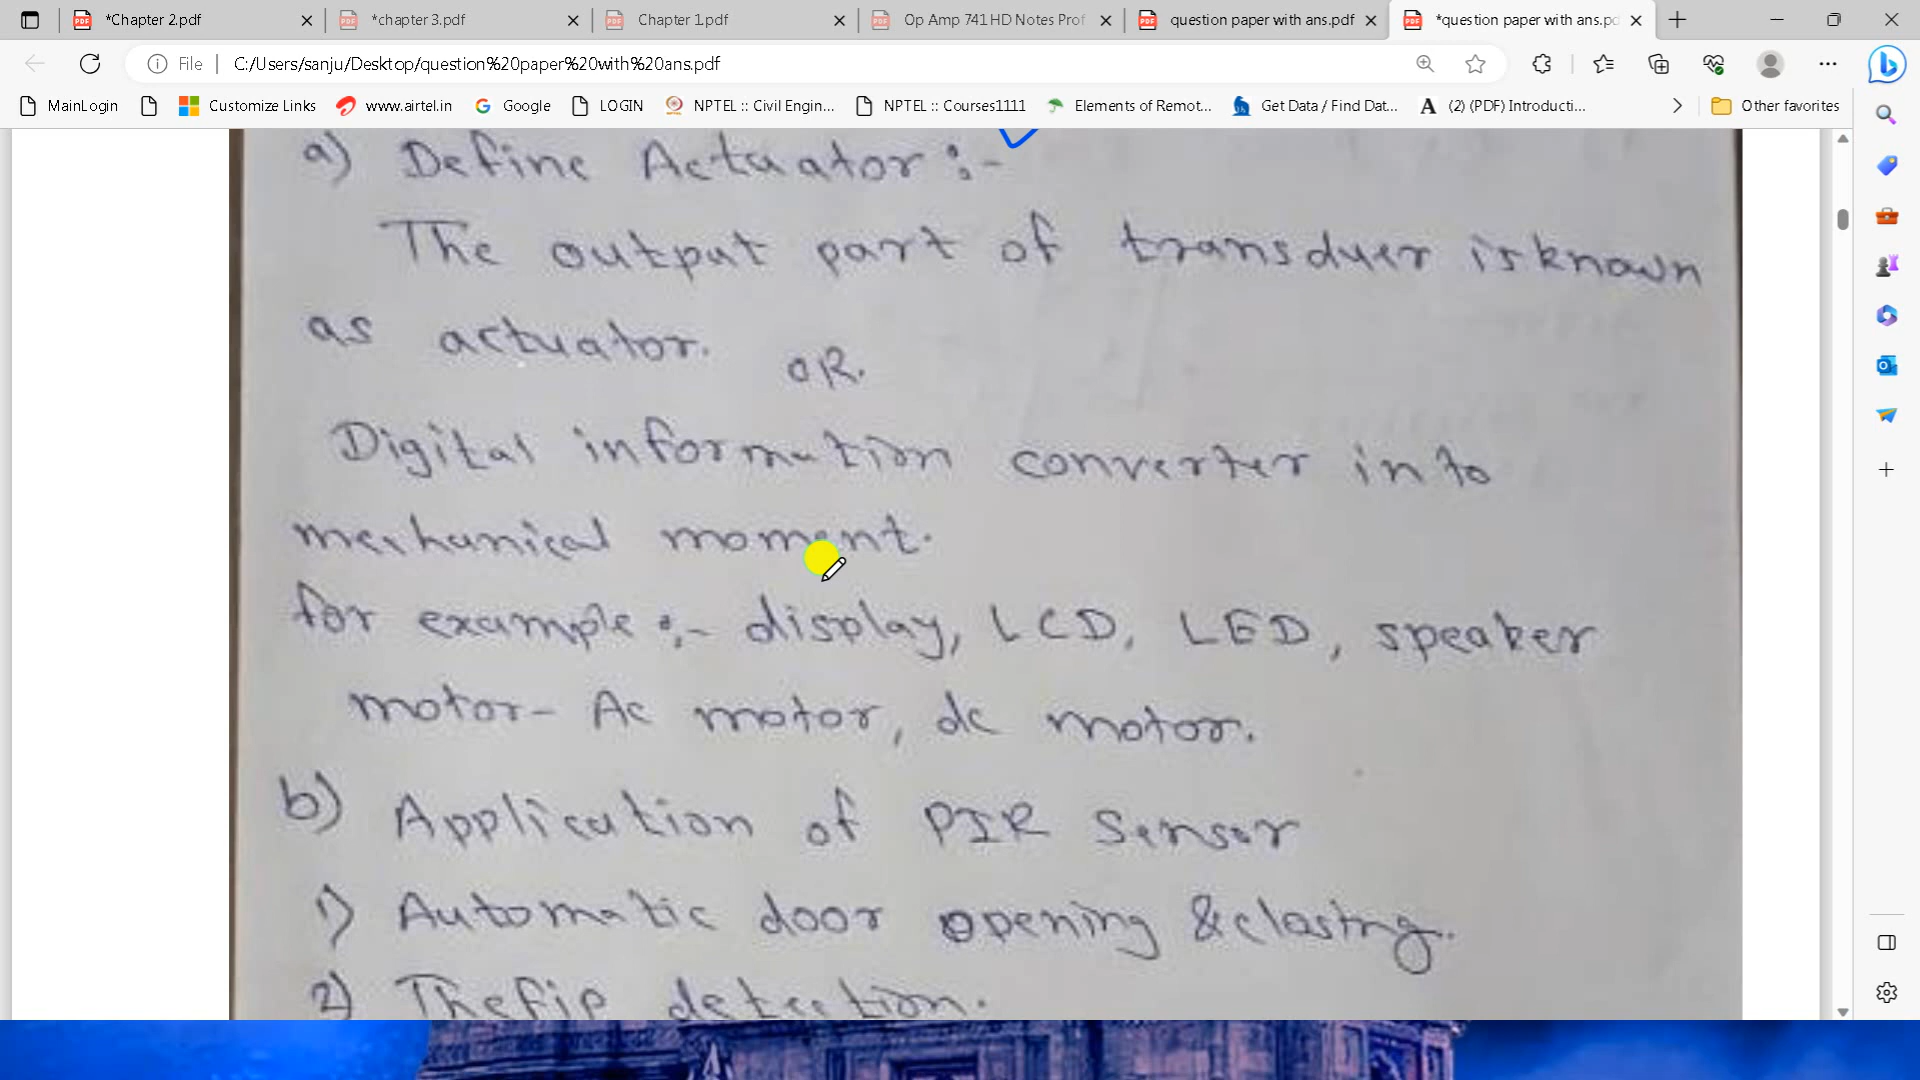 *Chapter 2.pdf
*chapter 3.pdf
Chapter 1.pdf
Op Amp 741 HD Notes Prof
question paper with ans.pdf
*question paper with ans.pd
File
C:/Users/sanju/Desktop/question%20paper%20with%20ans.pdf
MainLogin
Customize Links
www.airtel.in
Google
LOGIN
NPTEL :: Civil Engin...
NPTEL :: Courses1111
Elements of Remot...
Get Data / Find Dat...
(2) (PDF) Introducti...
Other favorites
a) Define Actuator :-
The output part of transduer is known
as actuator.
OR.
Digital information converter in to
mechanical moment.
for example :- display, LCD, LED, speaker
motor - Ac motor, dc motor.
b) Application of PIR Sensor
1) Automatic door opening & closing.
2) Thefip detection.